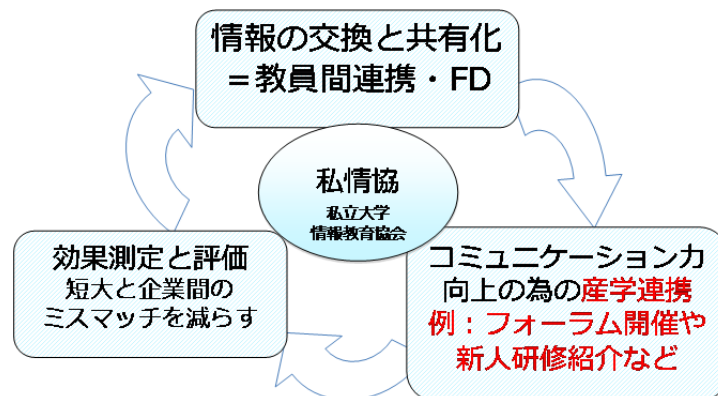 情報の交換と共有化
＝教員間連携・FD
私情協
私立大学
情報教育協会
効果測定と評価
短大と企業間の
ミスマッチを減らす
コミュニケーション力
向上の為の産学連携
例：フォーラム開催や
新人研修紹介など